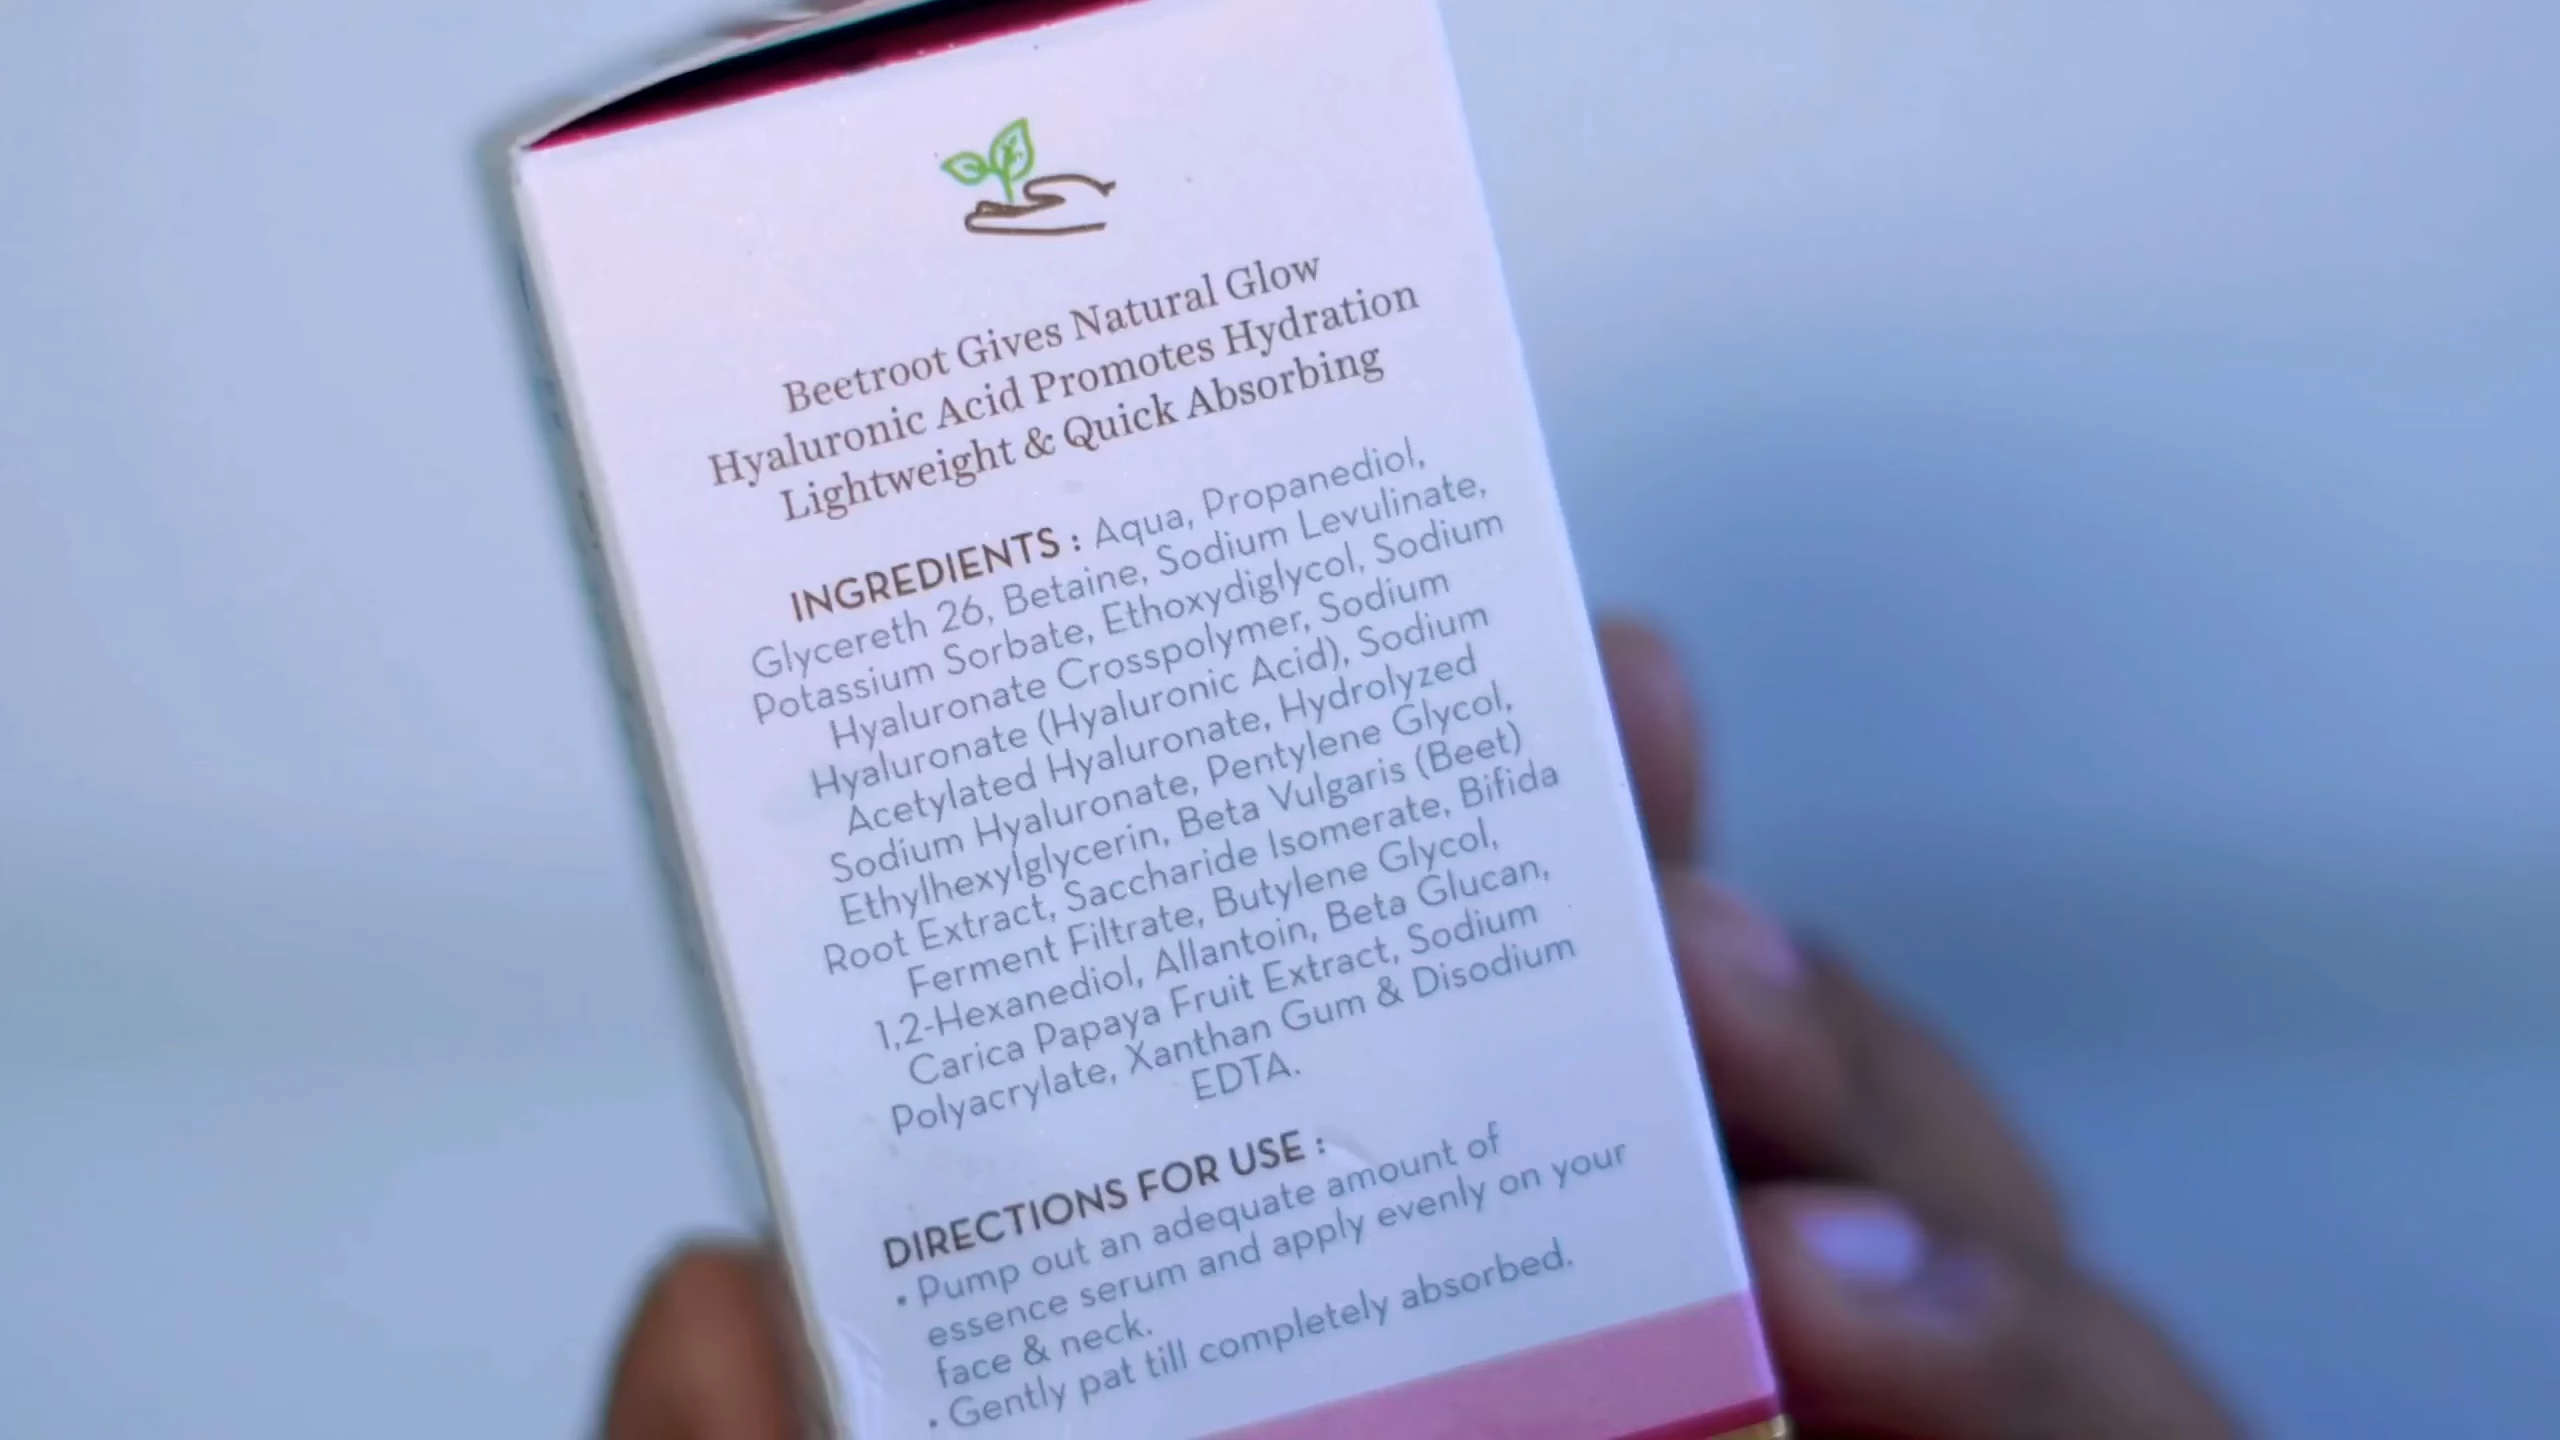 Beetroot Gives Natural Glow
Hyaluronic Acid Promotes Hydration
Lightweight & Quick Absorbing
INGREDIENTS : Aqua, Propanediol,
Glycereth 26, Betaine, Sodium Levulinate,
Potassium Sorbate, Ethoxydiglycol, Sodium
Hyaluronate Crosspolymer, Sodium
Hyaluronate (Hyaluronic Acid), Sodium
Acetylated Hyaluronate, Hydrolyzed
Sodium Hyaluronate, Pentylene Glycol,
Ethylhexylglycerin, Beta Vulgaris (Beet)
Root Extract, Saccharide Isomerate, Bifida
Ferment Filtrate, Butylene Glycol,
1,2-Hexanediol, Allantoin, Beta Glucan,
Carica Papaya Fruit Extract, Sodium
Polyacrylate, Xanthan Gum & Disodium
EDTA.
DIRECTIONS FOR USE :
• Pump out an adequate amount of
essence serum and apply evenly on your
face & neck.
• Gently pat till completely absorbed.